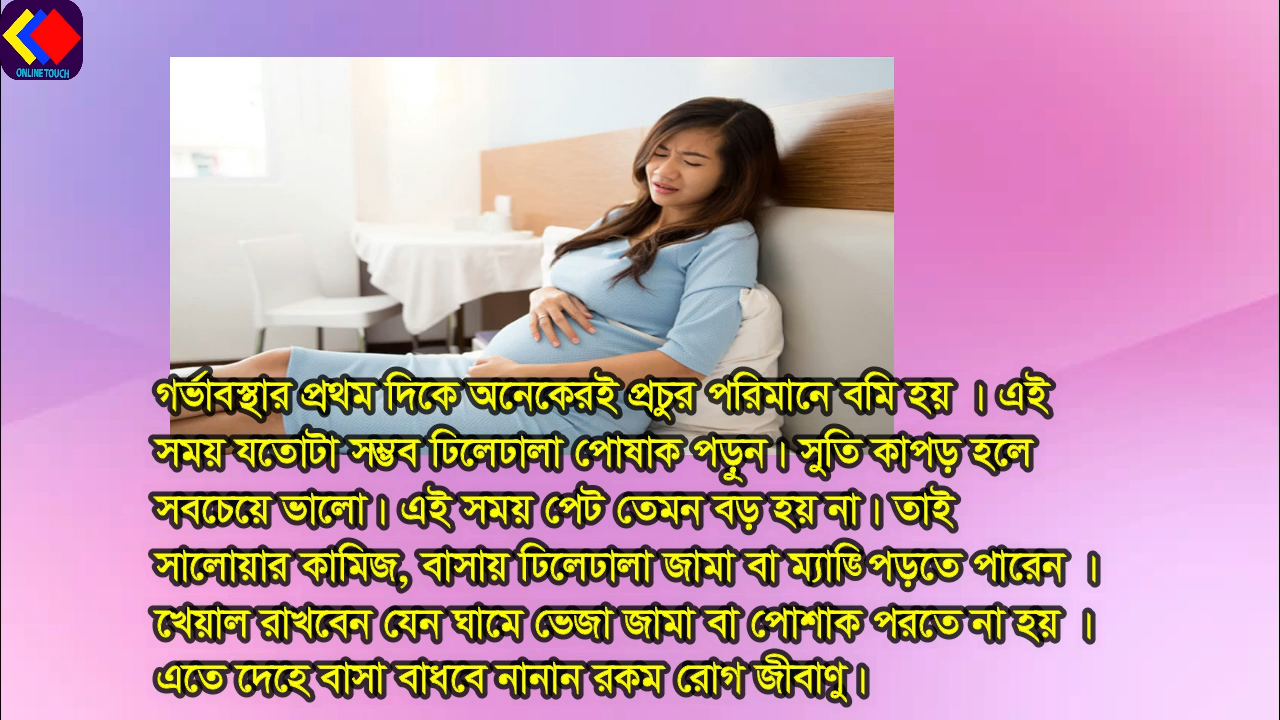 ONLINE TOUCH
গর্ভাবস্থার প্রথম দিকে অনেকেরই প্রচুর পরিমানে বমি হয় । এই
সময় যতোটা সম্ভব ঢিলেঢালা পোষাক পড়ুন। সুতি কাপড় হলে
সবচেয়ে ভালো। এই সময় পেট তেমন বড় হয় না। তাই
সালোয়ার কামিজ, বাসায় ঢিলেঢালা জামা বা ম্যাঙি পড়তে পারেন ।
খেয়াল রাখবেন যেন ঘামে ভেজা জামা বা পোশাক পরতে না হয় ।
এতে দেহে বাসা বাধবে নানান রকম রোগ জীবাণু।